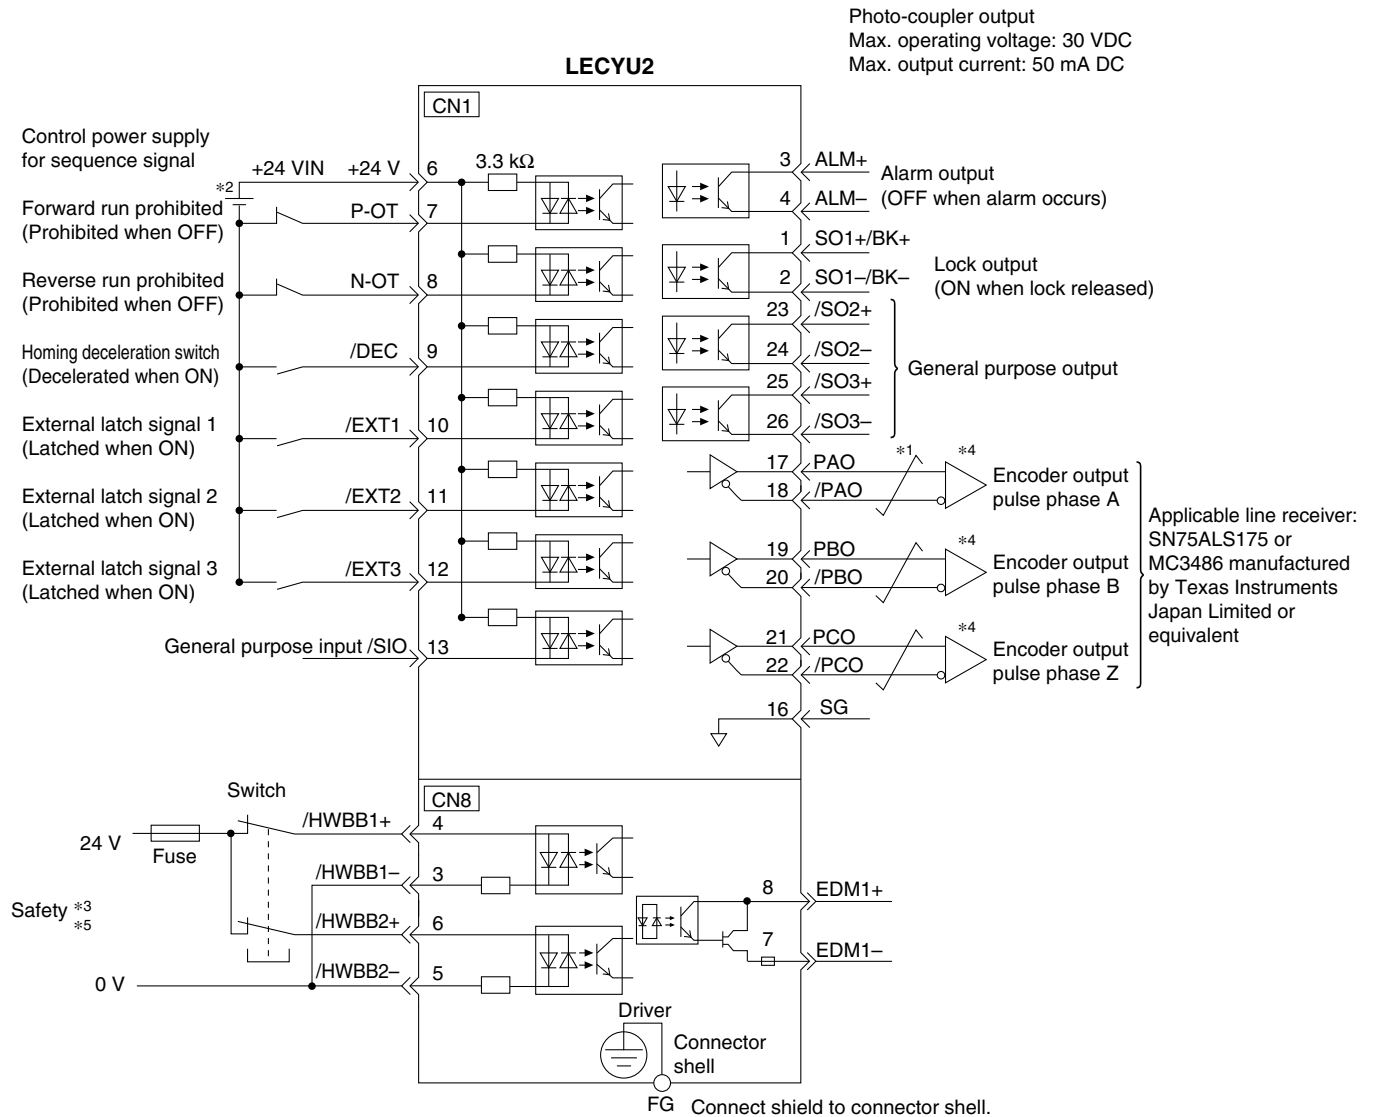 Photo-coupler output
Max. operating voltage: 30 VDC
Max. output current: 50 mA DC
LECYU2
CN1
Control power supply
for sequence signal
+24 VIN
+24 V
6
3.3 kΩ
*2
Forward run prohibited
(Prohibited when OFF)
P-OT
7
Reverse run prohibited
(Prohibited when OFF)
N-OT
8
Homing deceleration switch
(Decelerated when ON)
/DEC
9
External latch signal 1
(Latched when ON)
/EXT1
10
External latch signal 2
(Latched when ON)
/EXT2
11
External latch signal 3
(Latched when ON)
/EXT3
12
General purpose input /SIO
13
3
ALM+
4
ALM–
Alarm output
(OFF when alarm occurs)
1
SO1+/BK+
2
SO1–/BK–
Lock output
(ON when lock released)
23
/SO2+
24
/SO2–
25
/SO3+
26
/SO3–
General purpose output
17
PAO
18
/PAO
*1
*4
Encoder output
pulse phase A
19
PBO
20
/PBO
*4
Encoder output
pulse phase B
21
PCO
22
/PCO
*4
Encoder output
pulse phase Z
Applicable line receiver:
SN75ALS175 or
MC3486 manufactured
by Texas Instruments
Japan Limited or
equivalent
16
SG
CN8
Switch
24 V
Fuse
/HWBB1+
4
/HWBB1–
3
Safety *3
*5
/HWBB2+
6
/HWBB2–
5
0 V
8
EDM1+
7
EDM1–
Driver
Connector
shell
FG
Connect shield to connector shell.